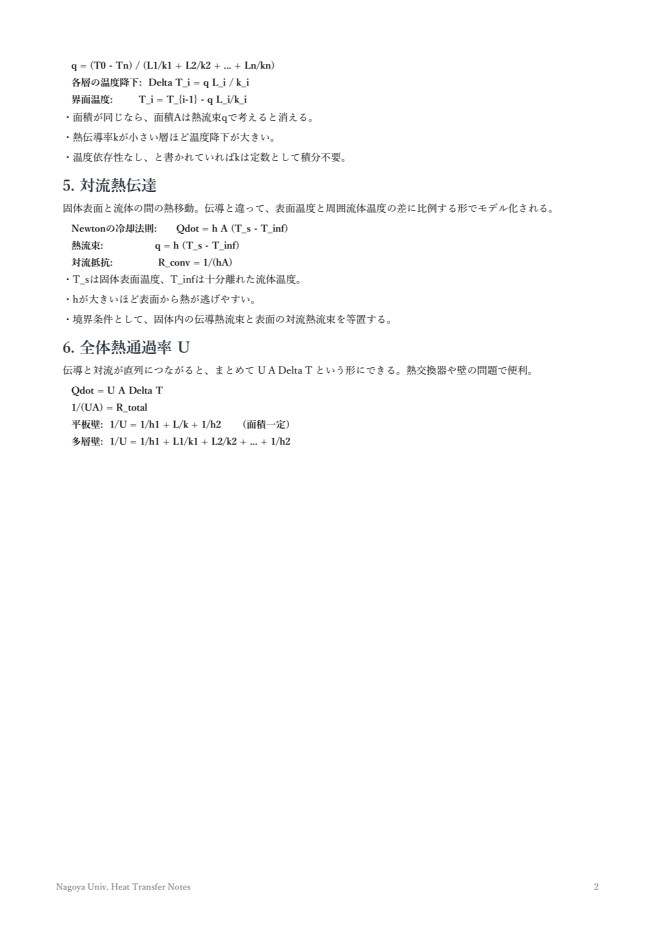 q = (T0 - Tn) / (L1/k1 + L2/k2 + ... + Ln/kn)
各層の温度降下: Delta T_i = q L_i / k_i
界面温度: T_i = T_{i-1} - q L_i/k_i
・面積が同じなら、面積Aは熱流束qで考えると消える。
・熱伝導率kが小さい層ほど温度降下が大きい。
・温度依存性なし、と書かれていればkは定数として積分不要。
5. 対流熱伝達
固体表面と流体の間の熱移動。伝導と違って、表面温度と周囲流体温度の差に比例する形でモデル化される。
Newtonの冷却法則: Qdot = h A (T_s - T_inf)
熱流束: q = h (T_s - T_inf)
対流抵抗: R_conv = 1/(hA)
・T_sは固体表面温度、T_infは十分離れた流体温度。
・hが大きいほど表面から熱が逃げやすい。
・境界条件として、固体内の伝導熱流束と表面の対流熱流束を等置する。
6. 全体熱通過率 U
伝導と対流が直列につながると、まとめて U A Delta T という形にできる。熱交換器や壁の問題で便利。
Qdot = U A Delta T
1/(UA) = R_total
平板壁: 1/U = 1/h1 + L/k + 1/h2 （面積一定）
多層壁: 1/U = 1/h1 + L1/k1 + L2/k2 + ... + 1/h2
Nagoya Univ. Heat Transfer Notes 2